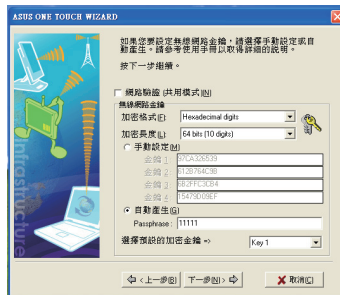 ASUS ONE TOUCH WIZARD
如果您要設定無線網路金鑰，請選擇手動設定或自
動產生。請參考使用手冊以取得詳細的說明。
按下一步繼續。
網路驗證 (共用模式)(N)
無線網路金鑰
加密格式(F): Hexadecimal digits
加密長度(L): 64 bits (10 digits)
手動設定(M)
金鑰 1 97CA326539
金鑰 2 612B764C9B
金鑰 3 6B2FFC3CB4
金鑰 4 15479D09EF
自動產生(G)
Passphrase: 11111
選擇預設的加密金鑰 => Key 1
< 上一步(B) 下一步(N) > 取消(C)
Infrastructure